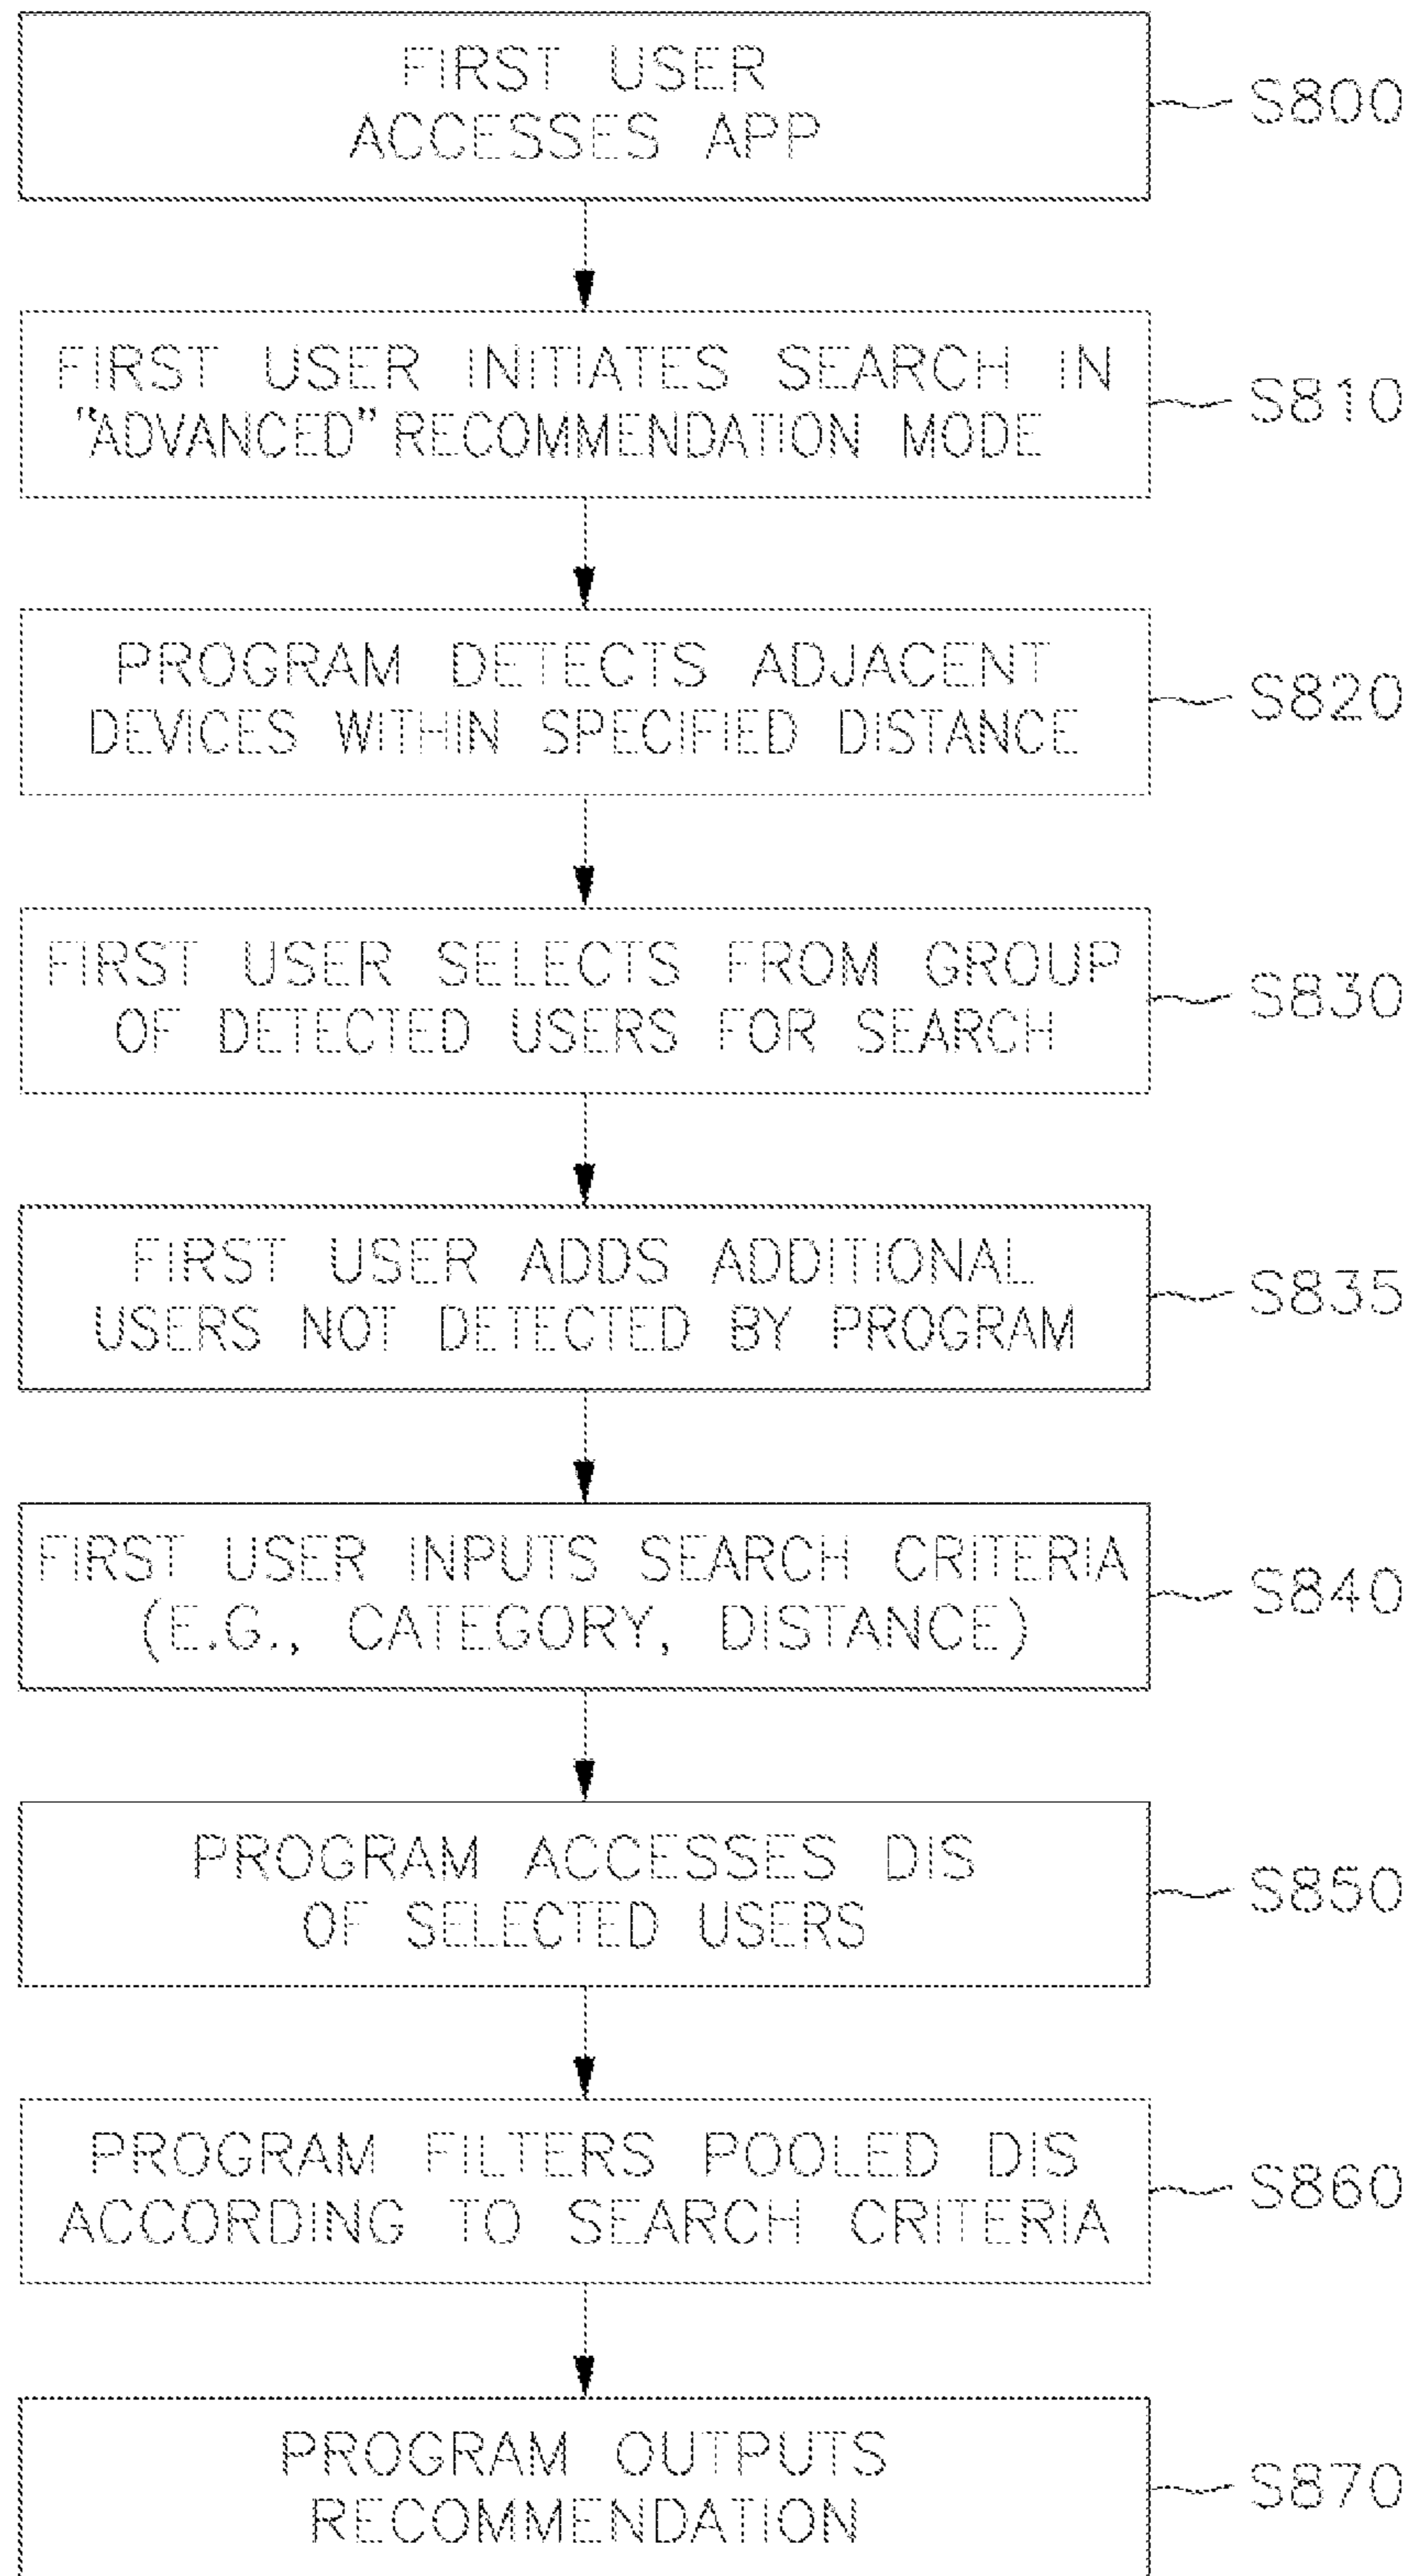 FIRST USER
ACCESSES APP
S800
FIRST USER INITIATES SEARCH IN
"ADVANCED" RECOMMENDATION MODE
S810
PROGRAM DETECTS ADJACENT
DEVICES WITHIN SPECIFIED DISTANCE
S820
FIRST USER SELECTS FROM GROUP
OF DETECTED USERS FOR SEARCH
S830
FIRST USER ADDS ADDITIONAL
USERS NOT DETECTED BY PROGRAM
S835
FIRST USER INPUTS SEARCH CRITERIA
(E.G., CATEGORY, DISTANCE)
S840
PROGRAM ACCESSES DIS
OF SELECTED USERS
S850
PROGRAM FILTERS POOLED DIS
ACCORDING TO SEARCH CRITERIA
S860
PROGRAM OUTPUTS
RECOMMENDATION
S870